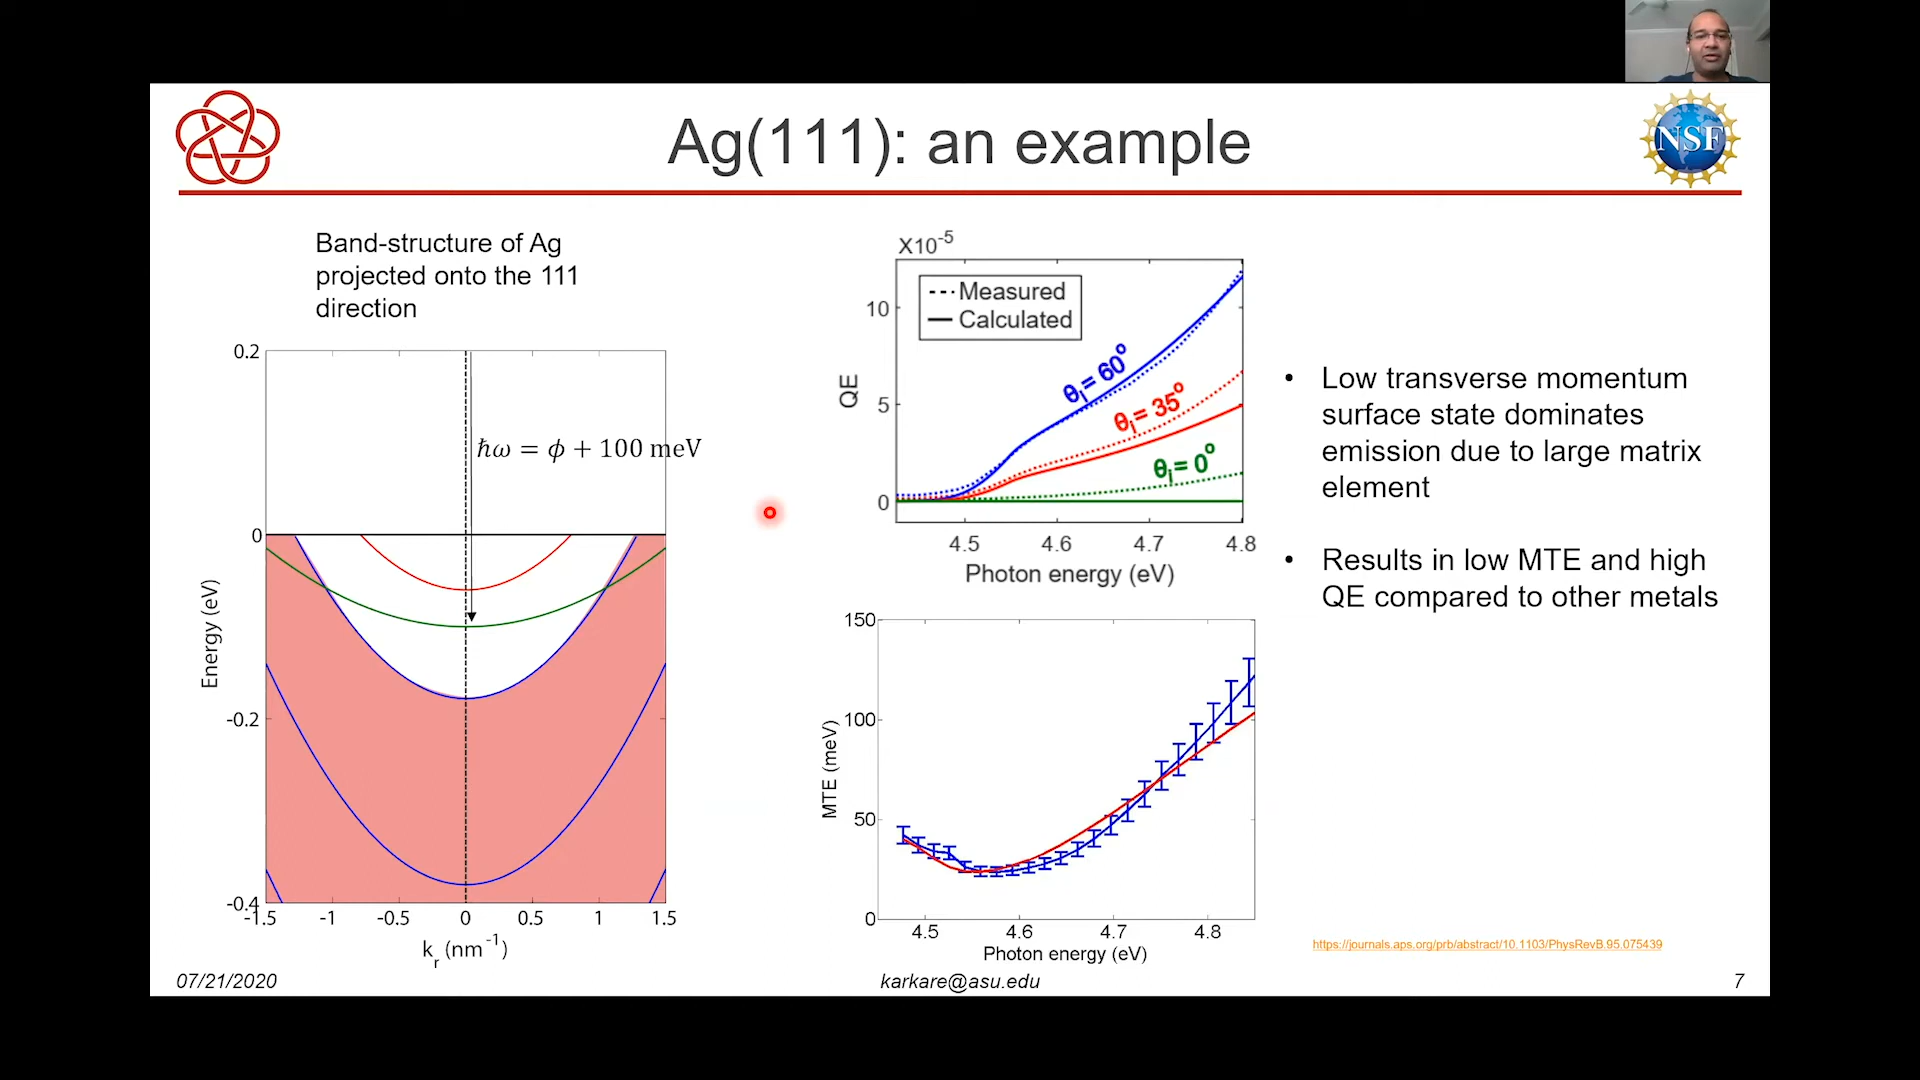 NSF
Ag(111): an example
Band-structure of Ag
projected onto the 111
direction
0.2
0
-0.2
-0.4
Energy (eV)
ħω = ϕ + 100 meV
-1.5 -1 -0.5 0 0.5 1 1.5
k_r (nm⁻¹)
X10⁻⁵
Measured
Calculated
10
5
0
QE
θᵢ= 60°
θᵢ= 35°
θᵢ= 0°
4.5 4.6 4.7 4.8
Photon energy (eV)
150
100
50
0
MTE (meV)
4.5 4.6 4.7 4.8
Photon energy (eV)
• Low transverse momentum
surface state dominates
emission due to large matrix
element
• Results in low MTE and high
QE compared to other metals
https://journals.aps.org/prb/abstract/10.1103/PhysRevB.95.075439
07/21/2020
karkare@asu.edu
7